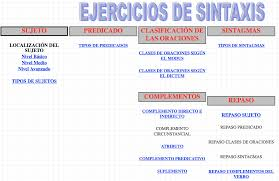 EJERCICIOS DE SINTAXIS
SUJETO
LOCALIZACIÓN DEL
SUJETO
Nivel Básico
Nivel Medio
Nivel Avanzado
TIPOS DE SUJETOS
PREDICADO
TIPOS DE PREDICADOS
CLASIFICACIÓN DE
LAS ORACIONES
CLASES DE ORACIONES SEGÚN
EL MODUS
CLASES DE ORACIONES SEGÚN
EL DICTUM
SINTAGMAS
TIPOS DE SINTAGMAS
COMPLEMENTOS
COMPLEMENTO DIRECTO E
INDIRECTO
COMPLEMENTO
CIRCUNSTANCIAL
ATRIBUTO
COMPLEMENTO PREDICATIVO
SUPLEMENTO
REPASO
REPASO SUJETO
REPASO PREDICADO
REPASO CLASES DE ORACIONES
REPASO SINTAGMAS
REPASO COMPLEMENTOS DEL
VERBO